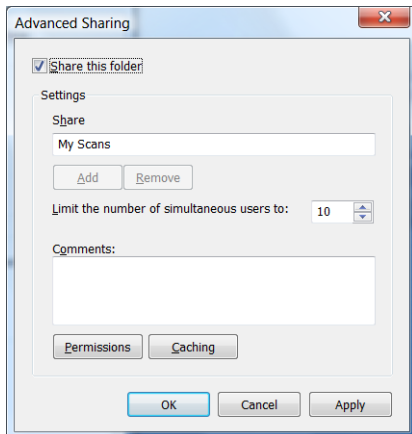 Advanced Sharing
Share this folder
Settings
Share
My Scans
Add Remove
Limit the number of simultaneous users to: 10
Comments:
Permissions Caching
OK Cancel Apply